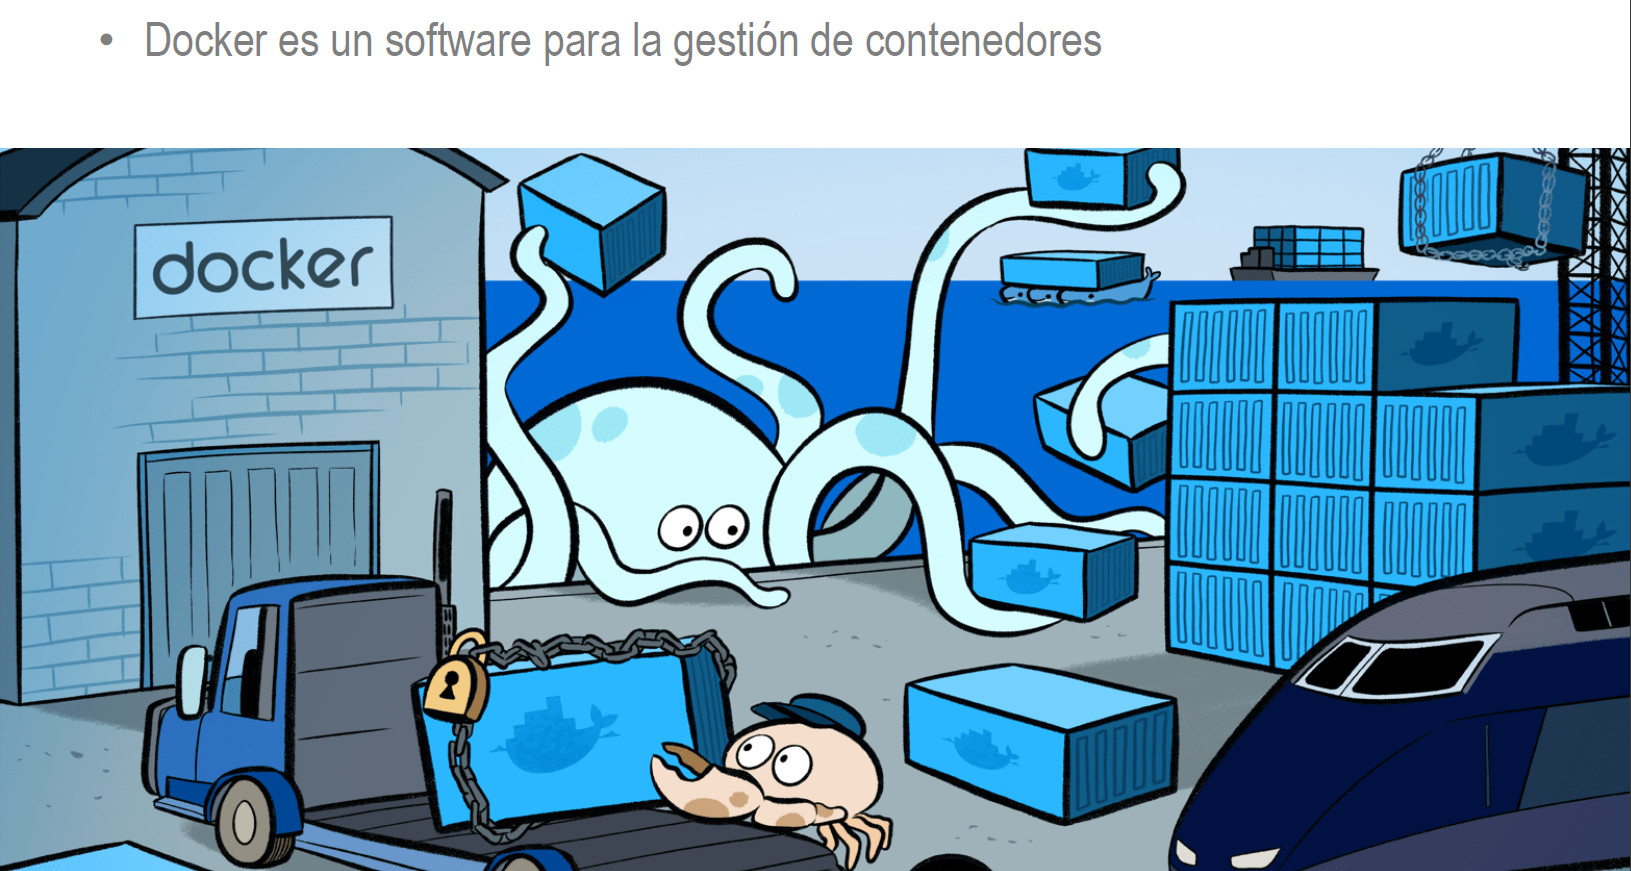 • Docker es un software para la gestión de contenedores
docker